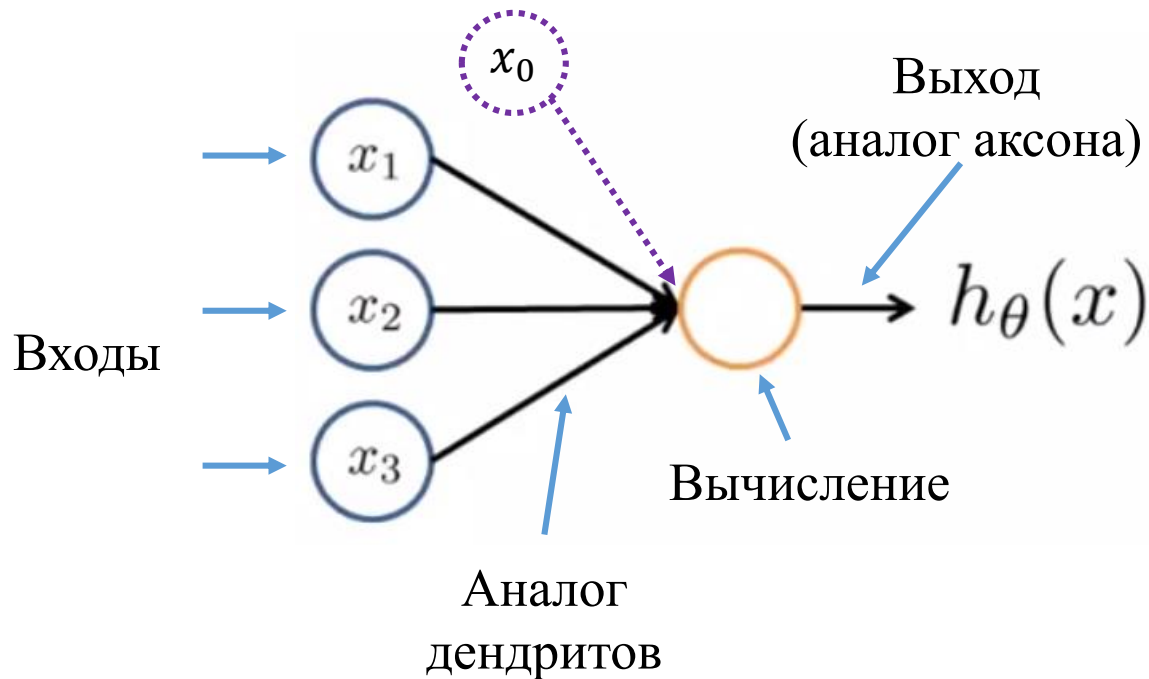 x₀
Выход
(аналог аксона)
x₁
x₂
hθ(x)
Входы
x₃
Вычисление
Аналог
дендритов